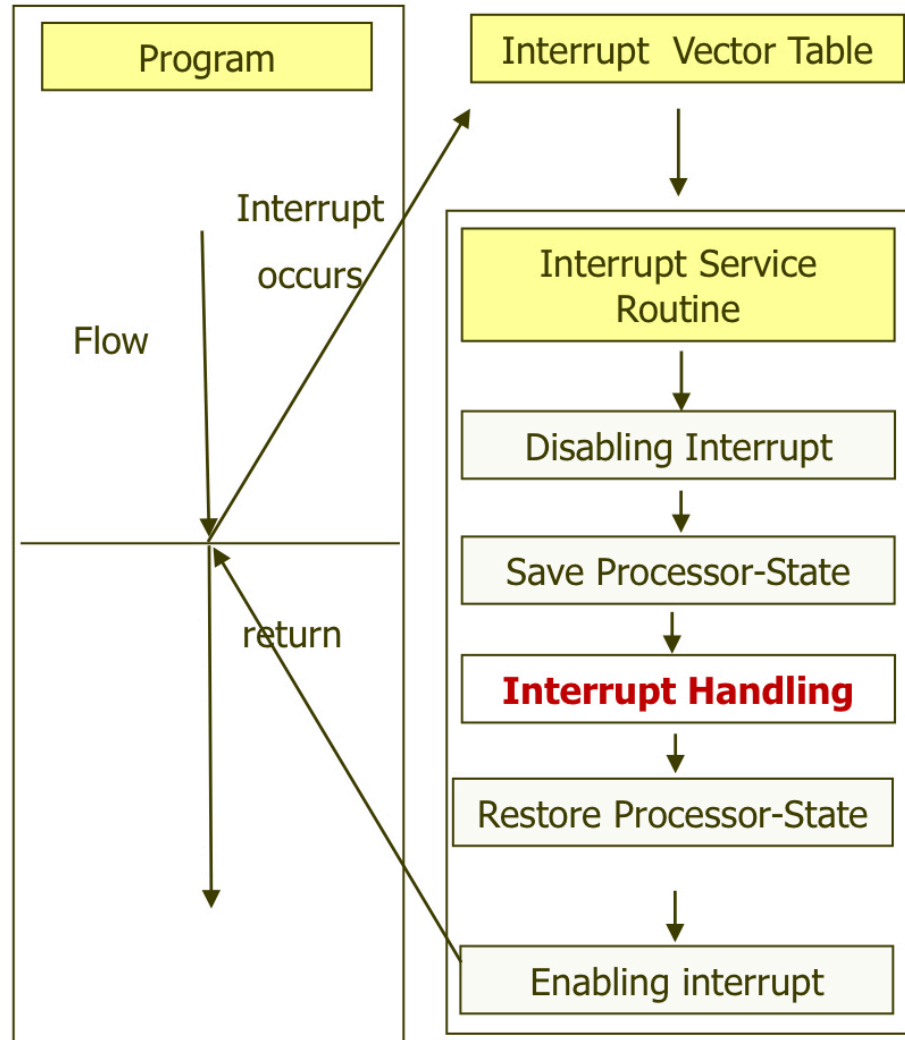 Program
Interrupt Vector Table
Interrupt
occurs
Flow
Interrupt Service
Routine
Disabling Interrupt
Save Processor-State
return
Interrupt Handling
Restore Processor-State
Enabling interrupt